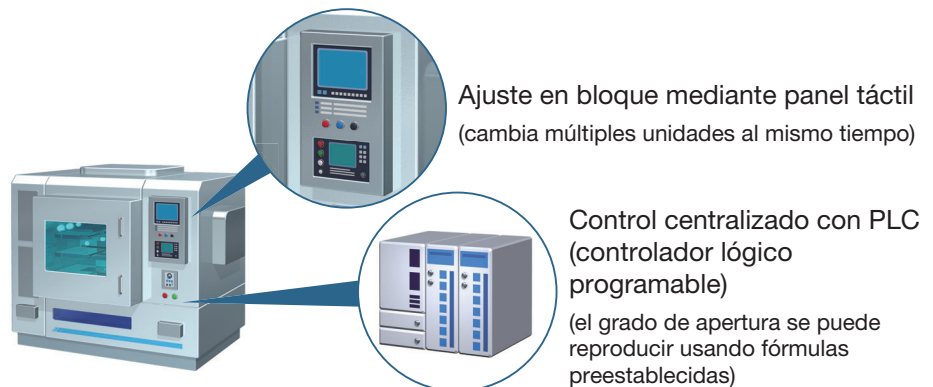 Ajuste en bloque mediante panel táctil
(cambia múltiples unidades al mismo tiempo)
Control centralizado con PLC
(controlador lógico
programable)
(el grado de apertura se puede
reproducir usando fórmulas
preestablecidas)